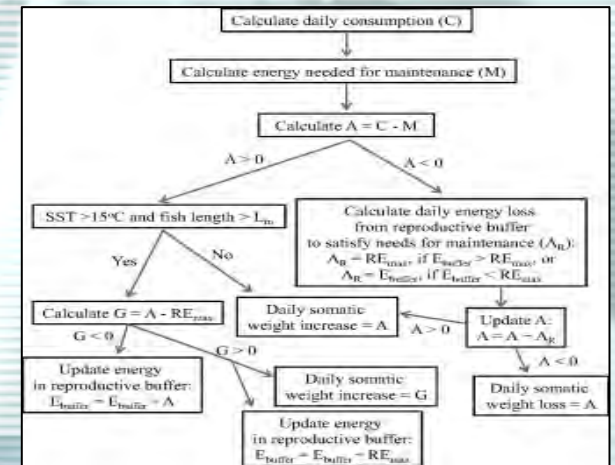 Calculate daily consumption (C)
Calculate energy needed for maintenance (M)
Calculate A = C - M
A > 0
A < 0
SST >15°C and fish length > Lm
Calculate daily energy loss
from reproductive buffer
to satisfy needs for maintenance (AR):
AR = REmax, if Ebuffer > REmax, or
AR = Ebuffer, if Ebuffer < REmax
Yes
No
Calculate G = A - REmax
Daily somatic
weight increase = A
A > 0
Update A:
A = A - AR
G < 0
G > 0
A < 0
Update energy
in reproductive buffer:
Ebuffer = Ebuffer + A
Daily somatic
weight increase = G
Daily somatic
weight loss = A
Update energy
in reproductive buffer:
Ebuffer = Ebuffer + REmax